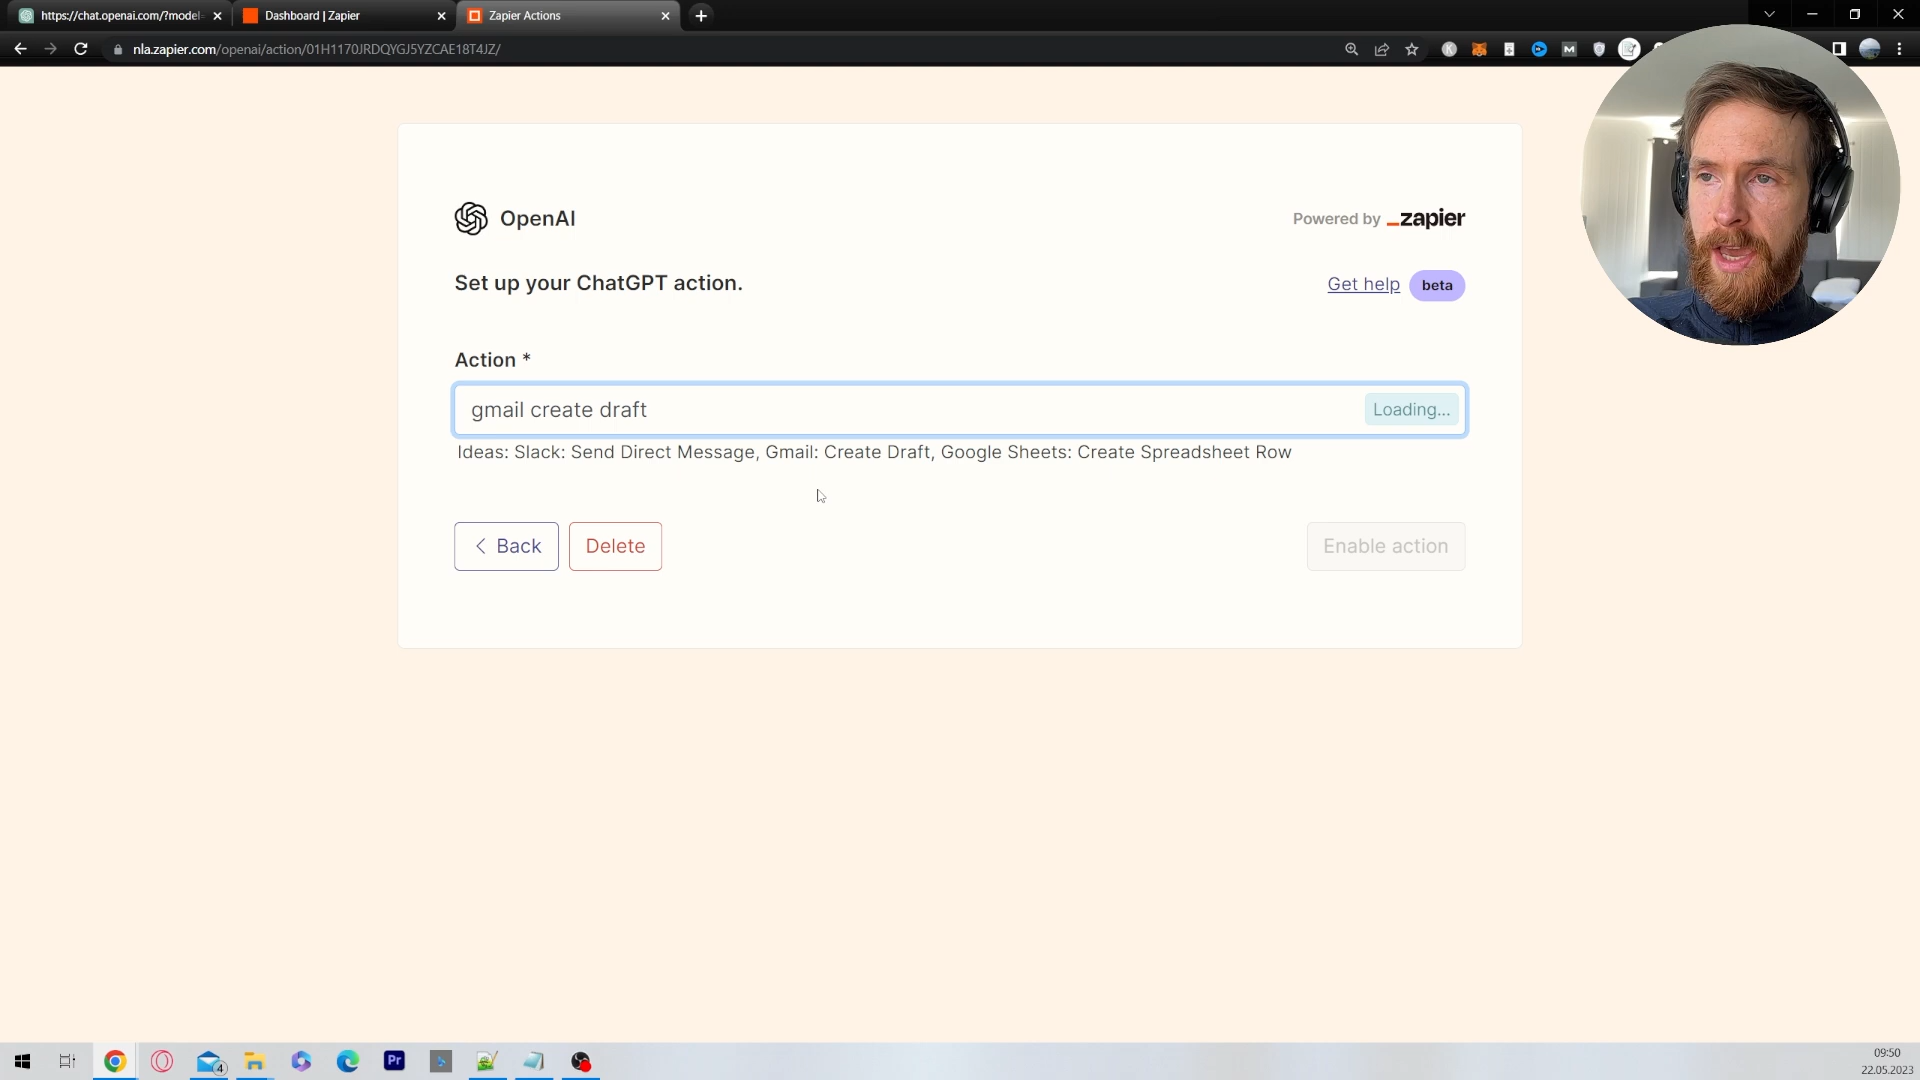 https://chat.openai.com/?model=
Dashboard | Zapier
Zapier Actions
nla.zapier.com/openai/action/01H1170JRDQYGJ5YZCAE18T4JZ/
OpenAI
Powered by zapier
Set up your ChatGPT action.
Get help beta
Action *
gmail create draft
Loading...
Ideas: Slack: Send Direct Message, Gmail: Create Draft, Google Sheets: Create Spreadsheet Row
Back
Delete
Enable action
4
Pr
09:50
22.05.2023